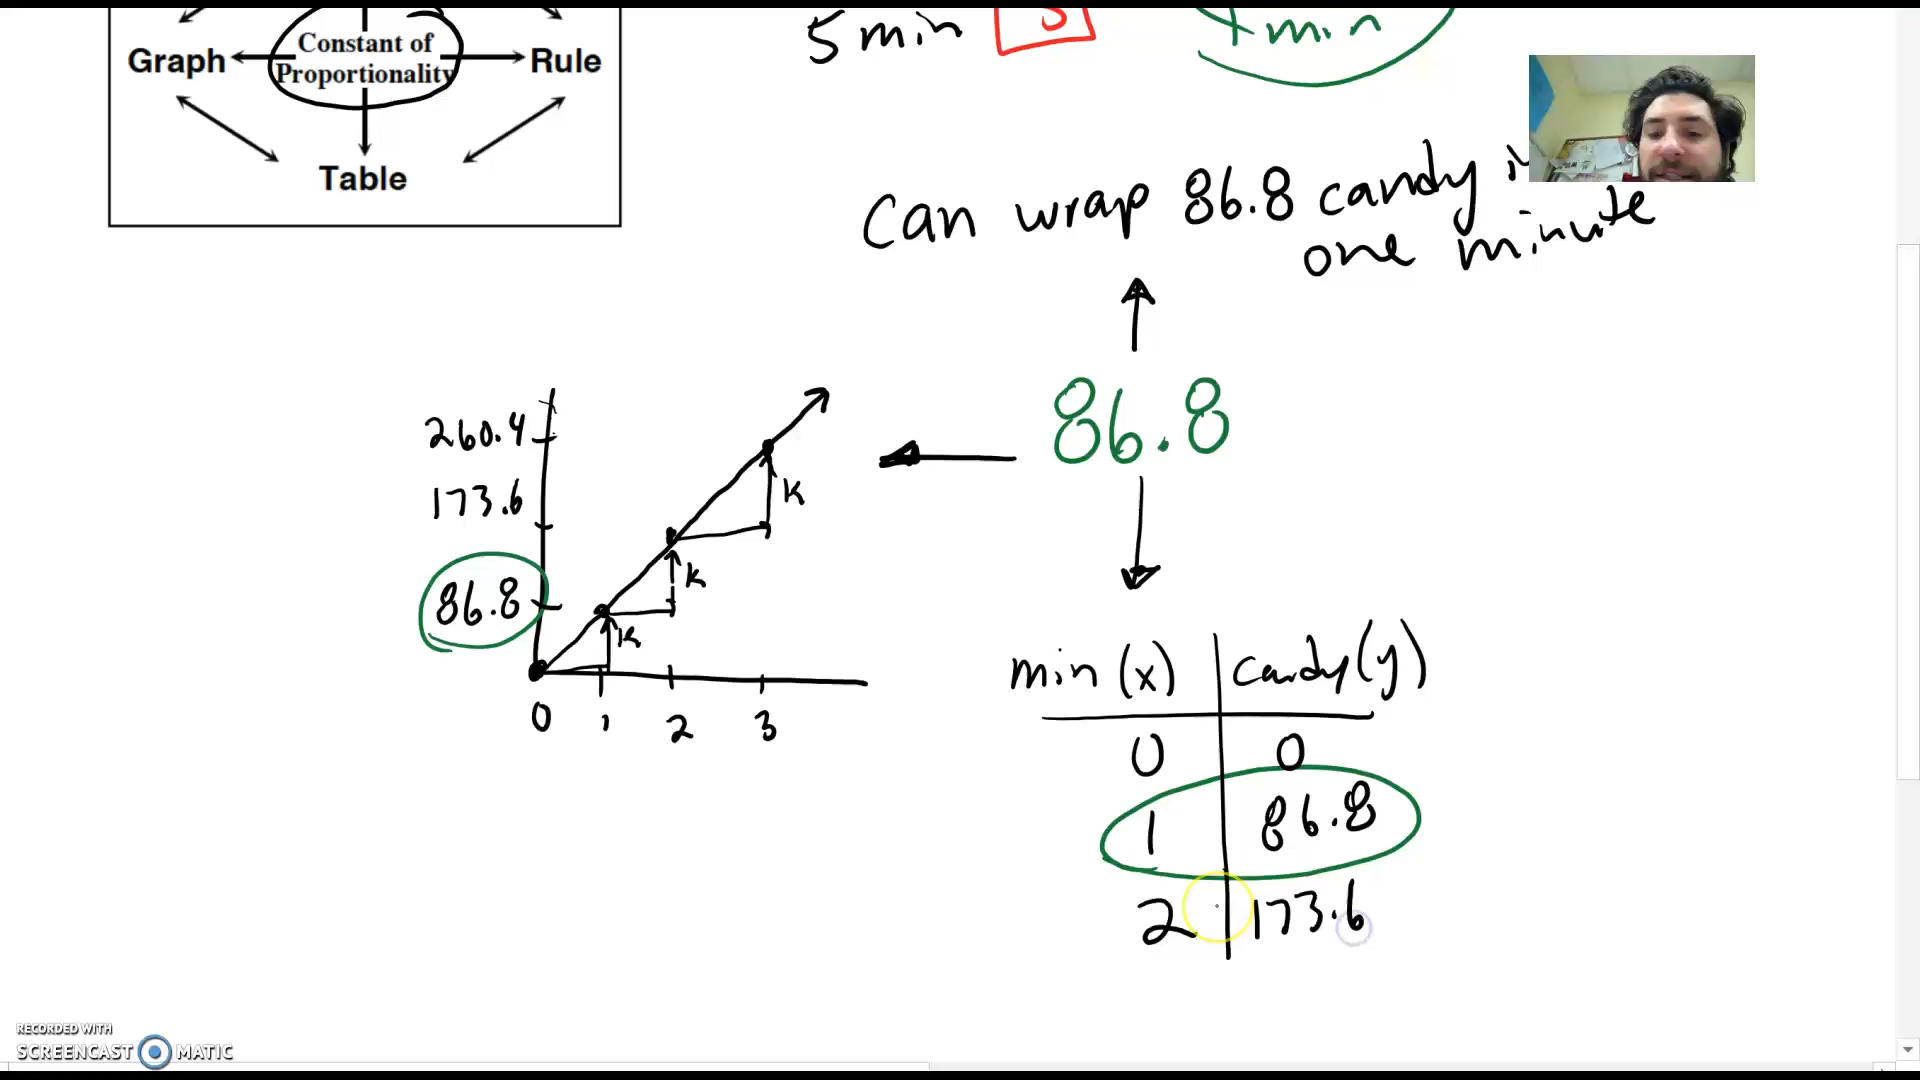 5 min
min
Graph
Constant of
Proportionality
Rule
Table
Can wrap 86.8 candy
one minute
86.8
260.4
173.6
86.8
K
K
K
0 1 2 3
min (x) candy (y)
0 0
1 86.8
2 173.6
RECORDED WITH
SCREENCAST MATIC